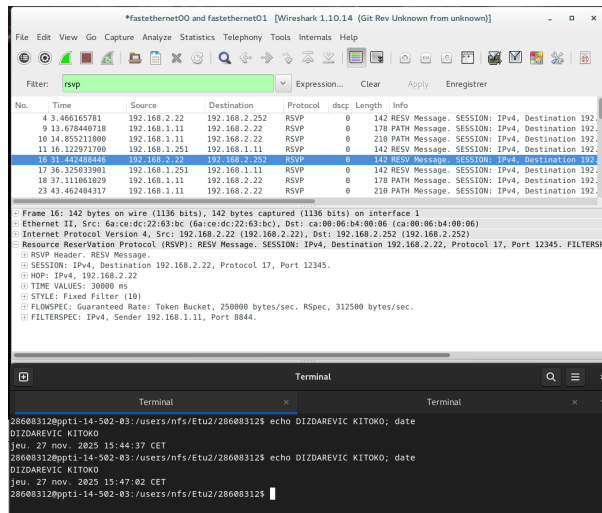 *fastethernet00 and fastethernet01 [Wireshark 1.10.14 (Git Rev Unknown from unknown)]
File Edit View Go Capture Analyze Statistics Telephony Tools Internals Help
Filter: rsvp Expression... Clear Apply Enregistrer
No. Time Source Destination Protocol dscp Length Info
4 3.466165781 192.168.2.22 192.168.2.252 RSVP 0 142 RESV Message. SESSION: IPv4, Destination 192.
9 13.678440718 192.168.1.11 192.168.2.22 RSVP 0 178 PATH Message. SESSION: IPv4, Destination 192.
10 14.855211000 192.168.1.11 192.168.2.22 RSVP 0 210 PATH Message. SESSION: IPv4, Destination 192.
11 16.122971700 192.168.1.251 192.168.1.11 RSVP 0 142 RESV Message. SESSION: IPv4, Destination 192.
16 31.442488446 192.168.2.22 192.168.2.252 RSVP 0 142 RESV Message. SESSION: IPv4, Destination 192.
17 36.325033901 192.168.1.251 192.168.1.11 RSVP 0 142 RESV Message. SESSION: IPv4, Destination 192.
18 37.111061029 192.168.1.11 192.168.2.22 RSVP 0 178 PATH Message. SESSION: IPv4, Destination 192.
23 43.462404317 192.168.1.11 192.168.2.22 RSVP 0 210 PATH Message. SESSION: IPv4, Destination 192.
Frame 16: 142 bytes on wire (1136 bits), 142 bytes captured (1136 bits) on interface 1
Ethernet II, Src: 6a:ce:dc:22:63:bc (6a:ce:dc:22:63:bc), Dst: ca:00:06:b4:00:06 (ca:00:06:b4:00:06)
Internet Protocol Version 4, Src: 192.168.2.22 (192.168.2.22), Dst: 192.168.2.252 (192.168.2.252)
Resource ReserVation Protocol (RSVP): RESV Message. SESSION: IPv4, Destination 192.168.2.22, Protocol 17, Port 12345. FILTERSP
RSVP Header. RESV Message.
SESSION: IPv4, Destination 192.168.2.22, Protocol 17, Port 12345.
HOP: IPv4, 192.168.2.22
TIME VALUES: 30000 ms
STYLE: Fixed Filter (10)
FLOWSPEC: Guaranteed Rate: Token Bucket, 250000 bytes/sec. RSpec, 312500 bytes/sec.
FILTERSPEC: IPv4, Sender 192.168.1.11, Port 8844.
Terminal
Terminal Terminal
28608312@ppti-14-502-03:/users/nfs/Etu2/28608312$ echo DIZDAREVIC KITOKO; date
DIZDAREVIC KITOKO
jeu. 27 nov. 2025 15:44:37 CET
28608312@ppti-14-502-03:/users/nfs/Etu2/28608312$ echo DIZDAREVIC KITOKO; date
DIZDAREVIC KITOKO
jeu. 27 nov. 2025 15:47:02 CET
28608312@ppti-14-502-03:/users/nfs/Etu2/28608312$